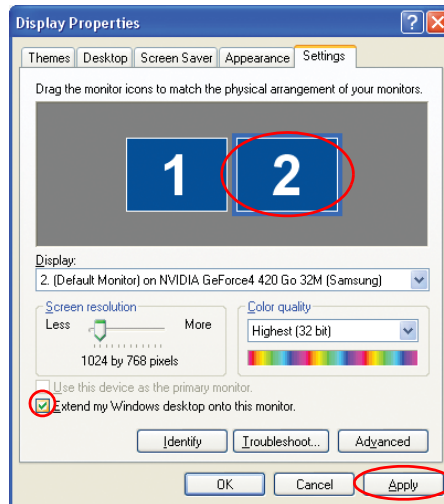 Display Properties
Themes Desktop Screen Saver Appearance Settings
Drag the monitor icons to match the physical arrangement of your monitors.
1 2
Display:
2. (Default Monitor) on NVIDIA GeForce4 420 Go 32M (Samsung)
Screen resolution
Less More
1024 by 768 pixels
Color quality
Highest (32 bit)
Use this device as the primary monitor.
Extend my Windows desktop onto this monitor.
Identify Troubleshoot... Advanced
OK Cancel Apply